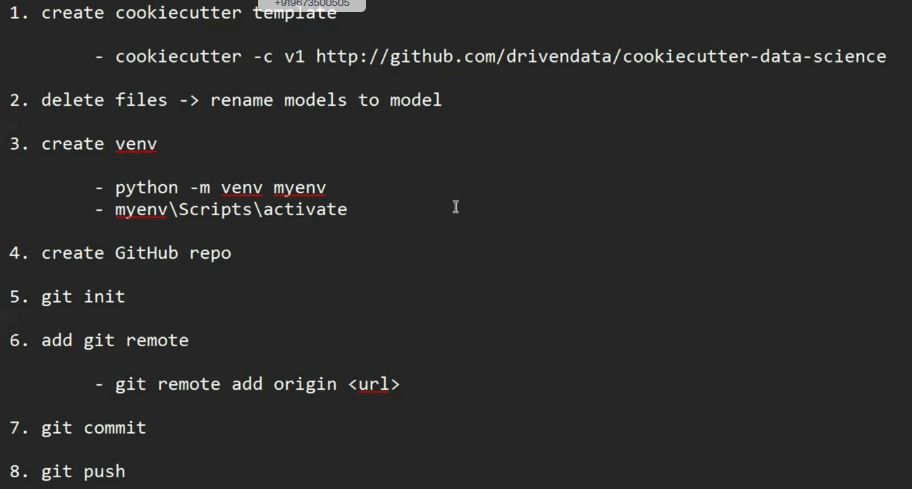 +919673500505
1. create cookiecutter template
- cookiecutter -c v1 http://github.com/drivendata/cookiecutter-data-science
2. delete files -> rename models to model
3. create venv
- python -m venv myenv
- myenv\Scripts\activate
4. create GitHub repo
5. git init
6. add git remote
- git remote add origin <url>
7. git commit
8. git push